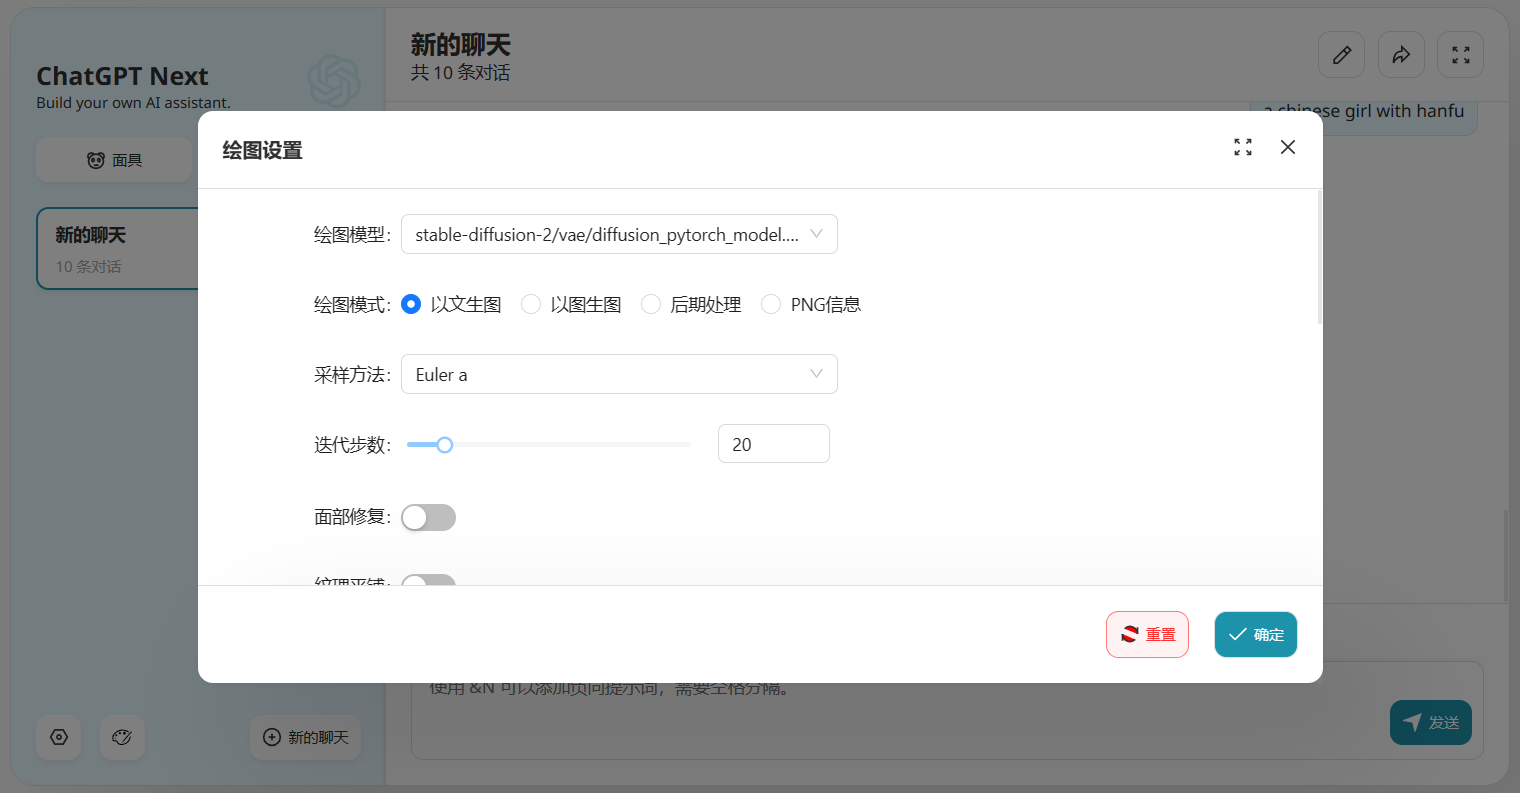 ChatGPT Next
Build your own AI assistant.
面具
新的聊天
10 条对话
新的聊天
新的聊天
共 10 条对话
a chinese girl with hanfu
绘图设置
绘图模型：
stable-diffusion-2/vae/diffusion_pytorch_model....
绘图模式：
以文生图
以图生图
后期处理
PNG信息
采样方法：
Euler a
迭代步数：
20
面部修复：
纹理平铺：
重置
确定
使用 &N 可以添加负向提示词，需要空格分隔。
发送